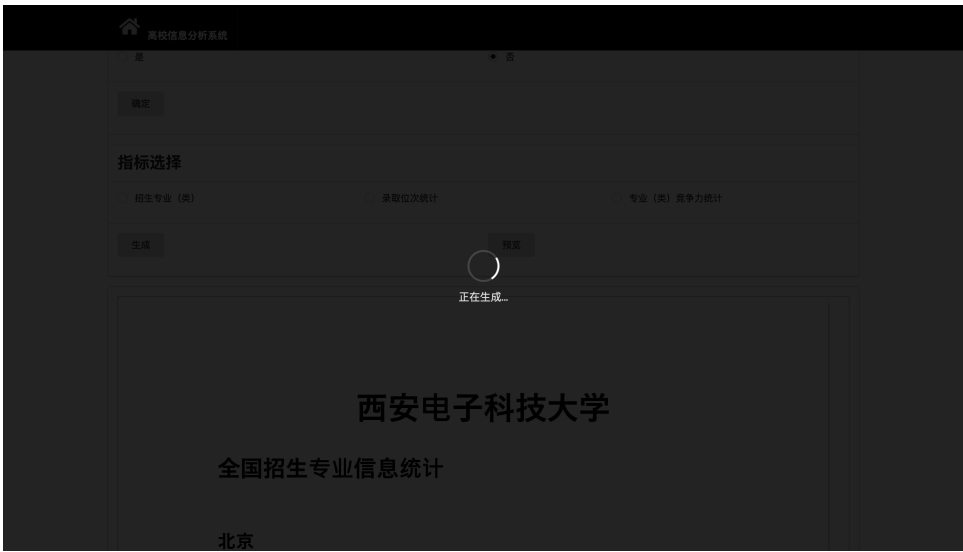 高校信息分析系统
是 否
确定
指标选择
招生专业（类） 录取位次统计 专业（类）竞争力统计
生成 预览
正在生成...
西安电子科技大学
全国招生专业信息统计
北京